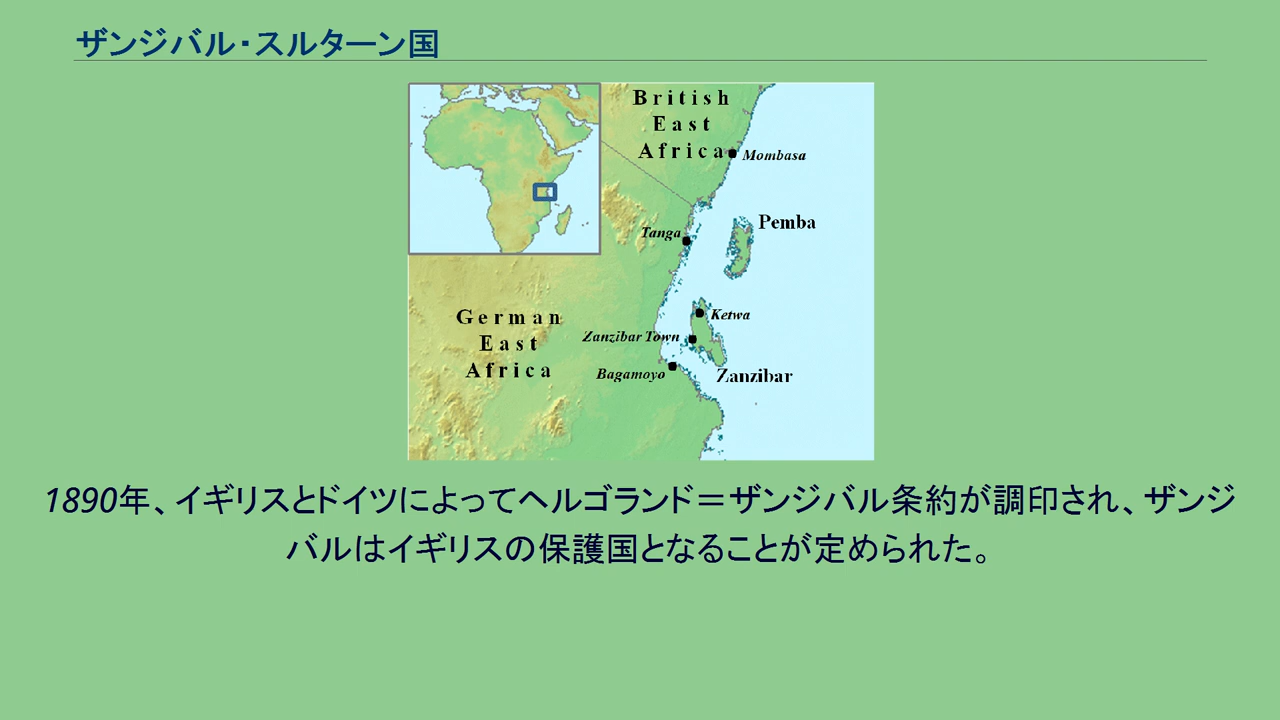 ザンジバル・スルターン国
British
East
Africa
Mombasa
Pemba
Tanga
German
East
Africa
Ketwa
Zanzibar Town
Bagamoyo
Zanzibar
1890年、イギリスとドイツによってヘルゴランド＝ザンジバル条約が調印され、ザンジ
バルはイギリスの保護国となることが定められた。